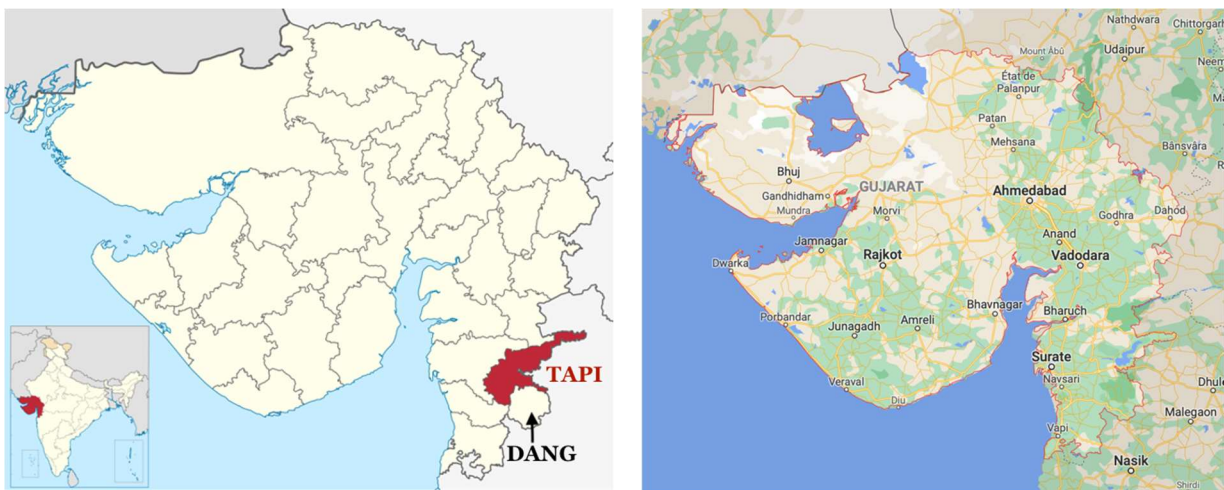 TAPI
DANG
Nathdwara
Chittorgarh
Mount Ābū
Udaipur
Neem
État de
Palanpur
Patan
Mehsana
Bānsvāra
Bhuj
GUJARAT
Ahmedabad
Gandhidham
Mundra
Morvi
Godhra
Dahod
Jamnagar
Anand
Dwarka
Rajkot
Vadodara
Bhavnagar
Porbandar
Junagadh
Amreli
Bharuch
Surate
Navsari
Veraval
Diu
Dhule
Malegaon
Vapi
Nasik
Shirdi